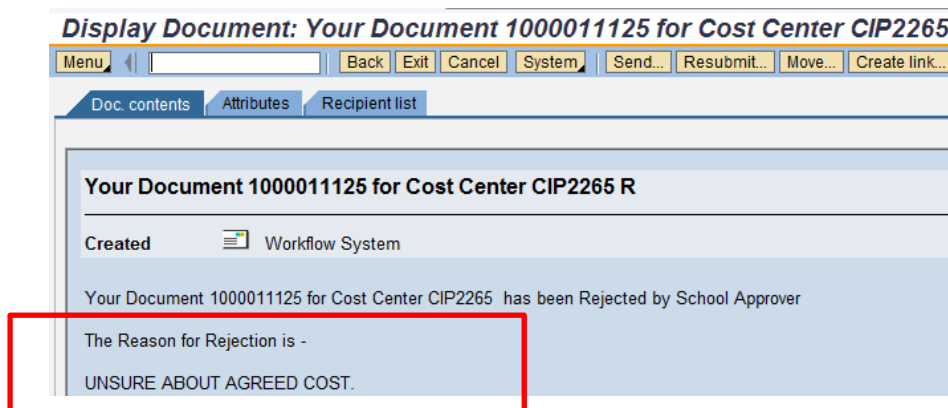 Display Document: Your Document 1000011125 for Cost Center CIP2265
Menu Back Exit Cancel System Send... Resubmit... Move... Create link...
Doc. contents Attributes Recipient list
Your Document 1000011125 for Cost Center CIP2265 R
Created Workflow System
Your Document 1000011125 for Cost Center CIP2265 has been Rejected by School Approver
The Reason for Rejection is -
UNSURE ABOUT AGREED COST.